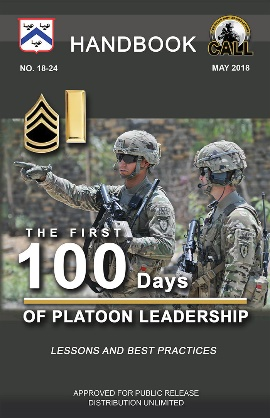 HANDBOOK
CALL
NO. 18-24
MAY 2018
THE FIRST
100 Days
OF PLATOON LEADERSHIP
LESSONS AND BEST PRACTICES
APPROVED FOR PUBLIC RELEASE
DISTRIBUTION UNLIMITED